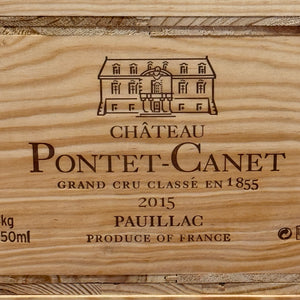 CHÂTEAU
PONTET-CANET
GRAND CRU CLASSÉ EN 1855
2015
kg
50ml
PAUILLAC
PRODUCE OF FRANCE